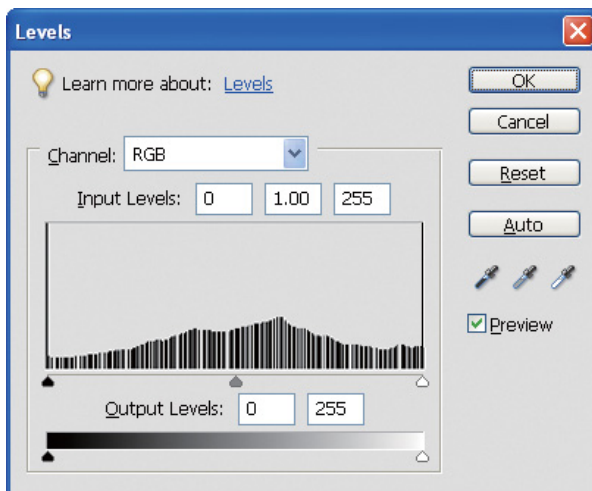 Levels
Learn more about: Levels
OK
Cancel
Channel: RGB
Reset
Input Levels: 0 1.00 255
Auto
Preview
Output Levels: 0 255